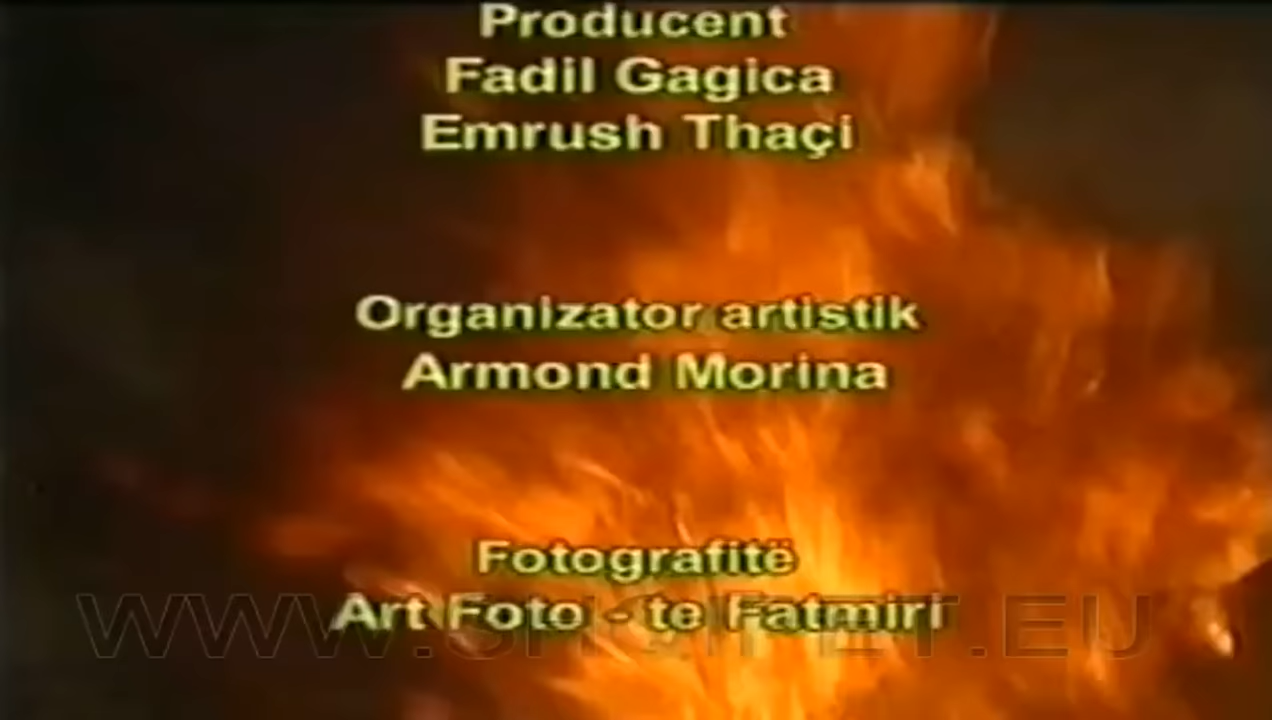 Producent
Fadil Gagica
Emrush Thaçi
Organizator artistik
Armond Morina
Fotografitë
Art Foto - te Fatmiri